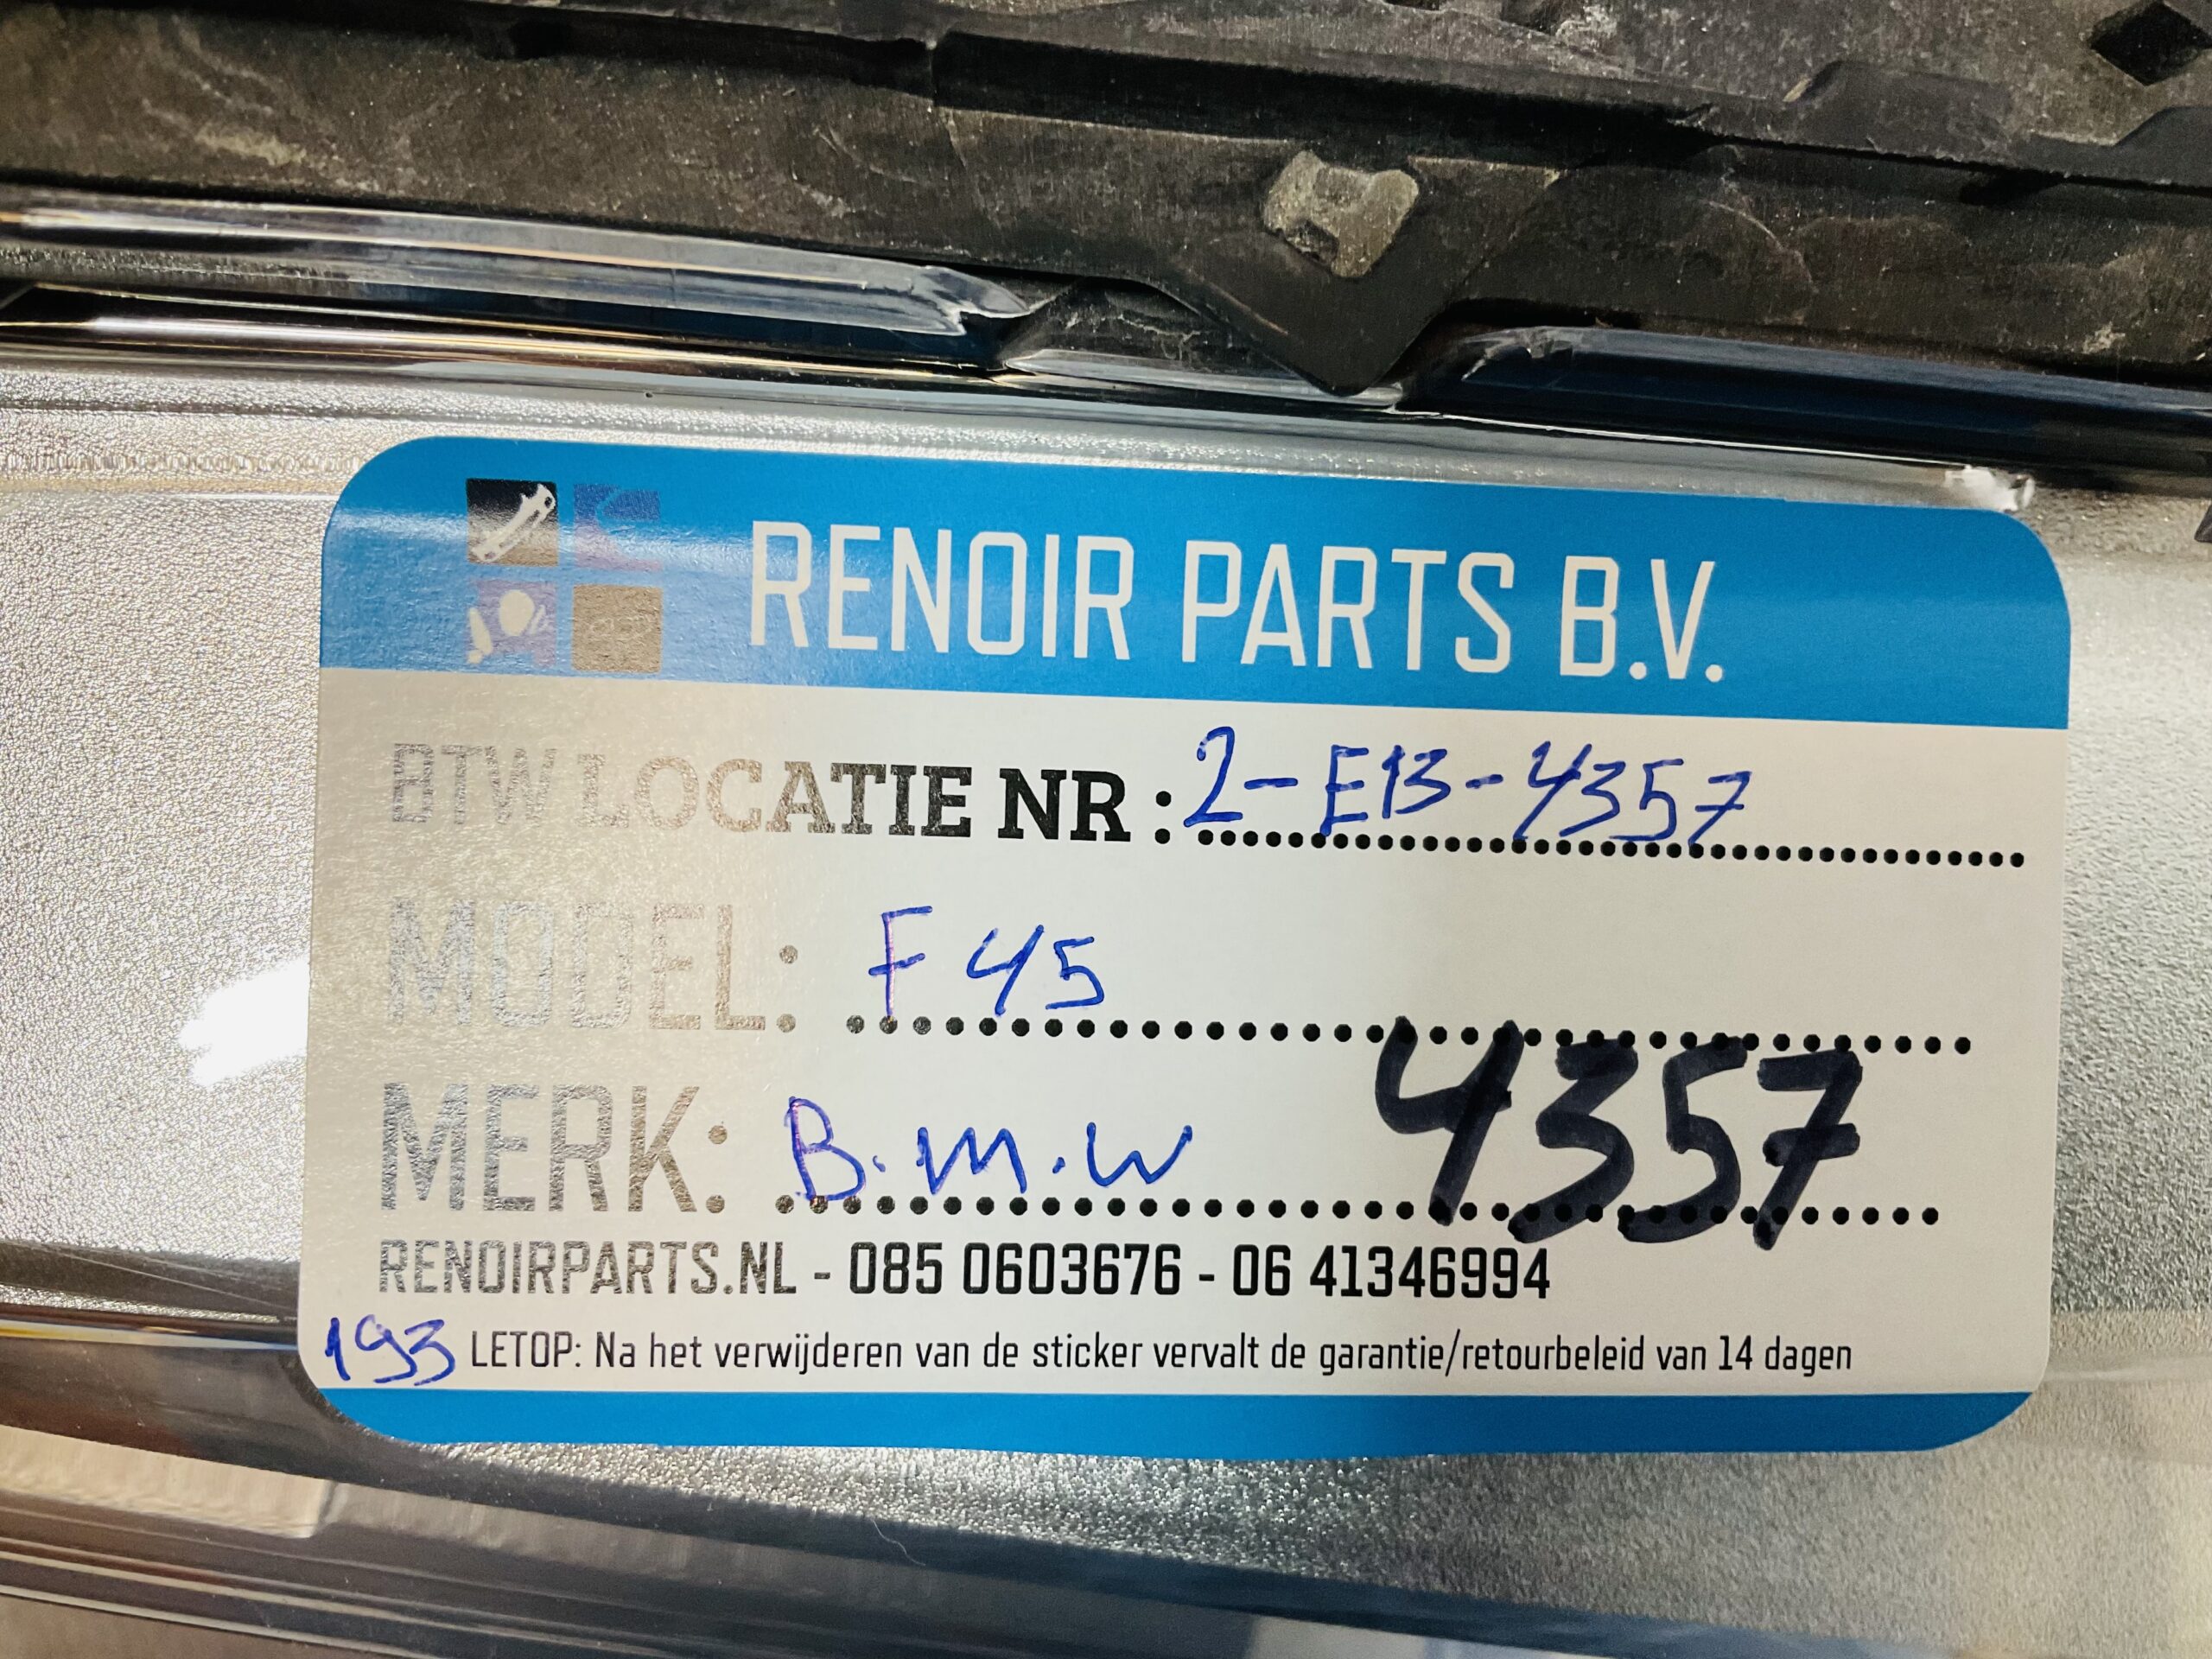 RENOIR PARTS B.V.
BTW LOCATIE NR : 2-E13-4357
MODEL: F45
MERK: B.M.W 4357
RENOIRPARTS.NL - 085 0603676 - 06 41346994
193 LETOP: Na het verwijderen van de sticker vervalt de garantie/retourbeleid van 14 dagen